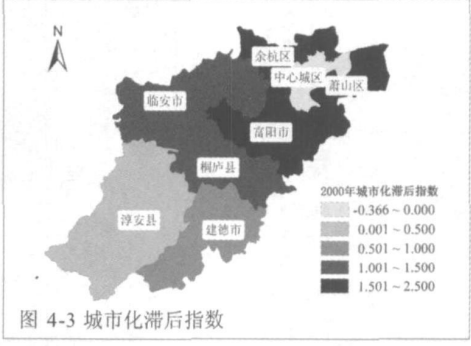 N
余杭区
中心城区
萧山区
临安市
富阳市
桐庐县
淳安县
建德市
2000年城市化滞后指数
-0.366 ~ 0.000
0.001 ~ 0.500
0.501 ~ 1.000
1.001 ~ 1.500
1.501 ~ 2.500
图 4-3 城市化滞后指数